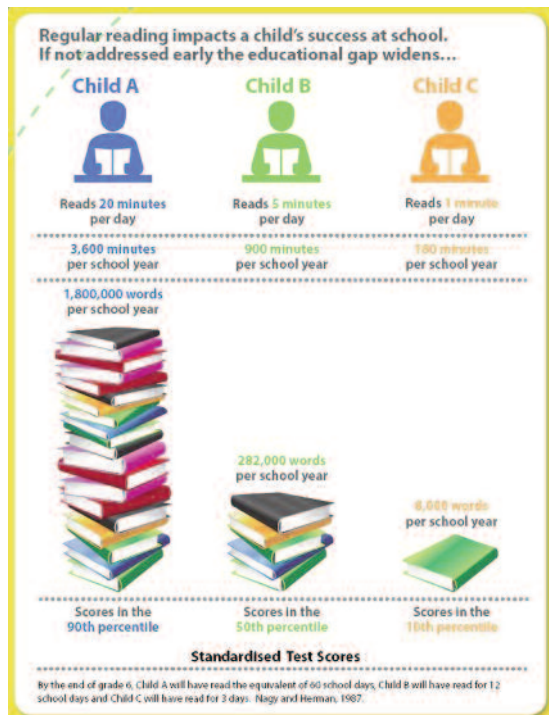 Regular reading impacts a child's success at school.
If not addressed early the educational gap widens...
Child A
Child B
Child C
Reads 20 minutes
per day
Reads 5 minutes
per day
Reads 1 minute
per day
3,600 minutes
per school year
900 minutes
per school year
180 minutes
per school year
1,800,000 words
per school year
282,000 words
per school year
8,000 words
per school year
Scores in the
90th percentile
Scores in the
50th percentile
Scores in the
10th percentile
Standardised Test Scores
By the end of grade 6, Child A will have read the equivalent of 60 school days, Child B will have read for 12
school days and Child C will have read for 3 days. Nagy and Herman, 1987.